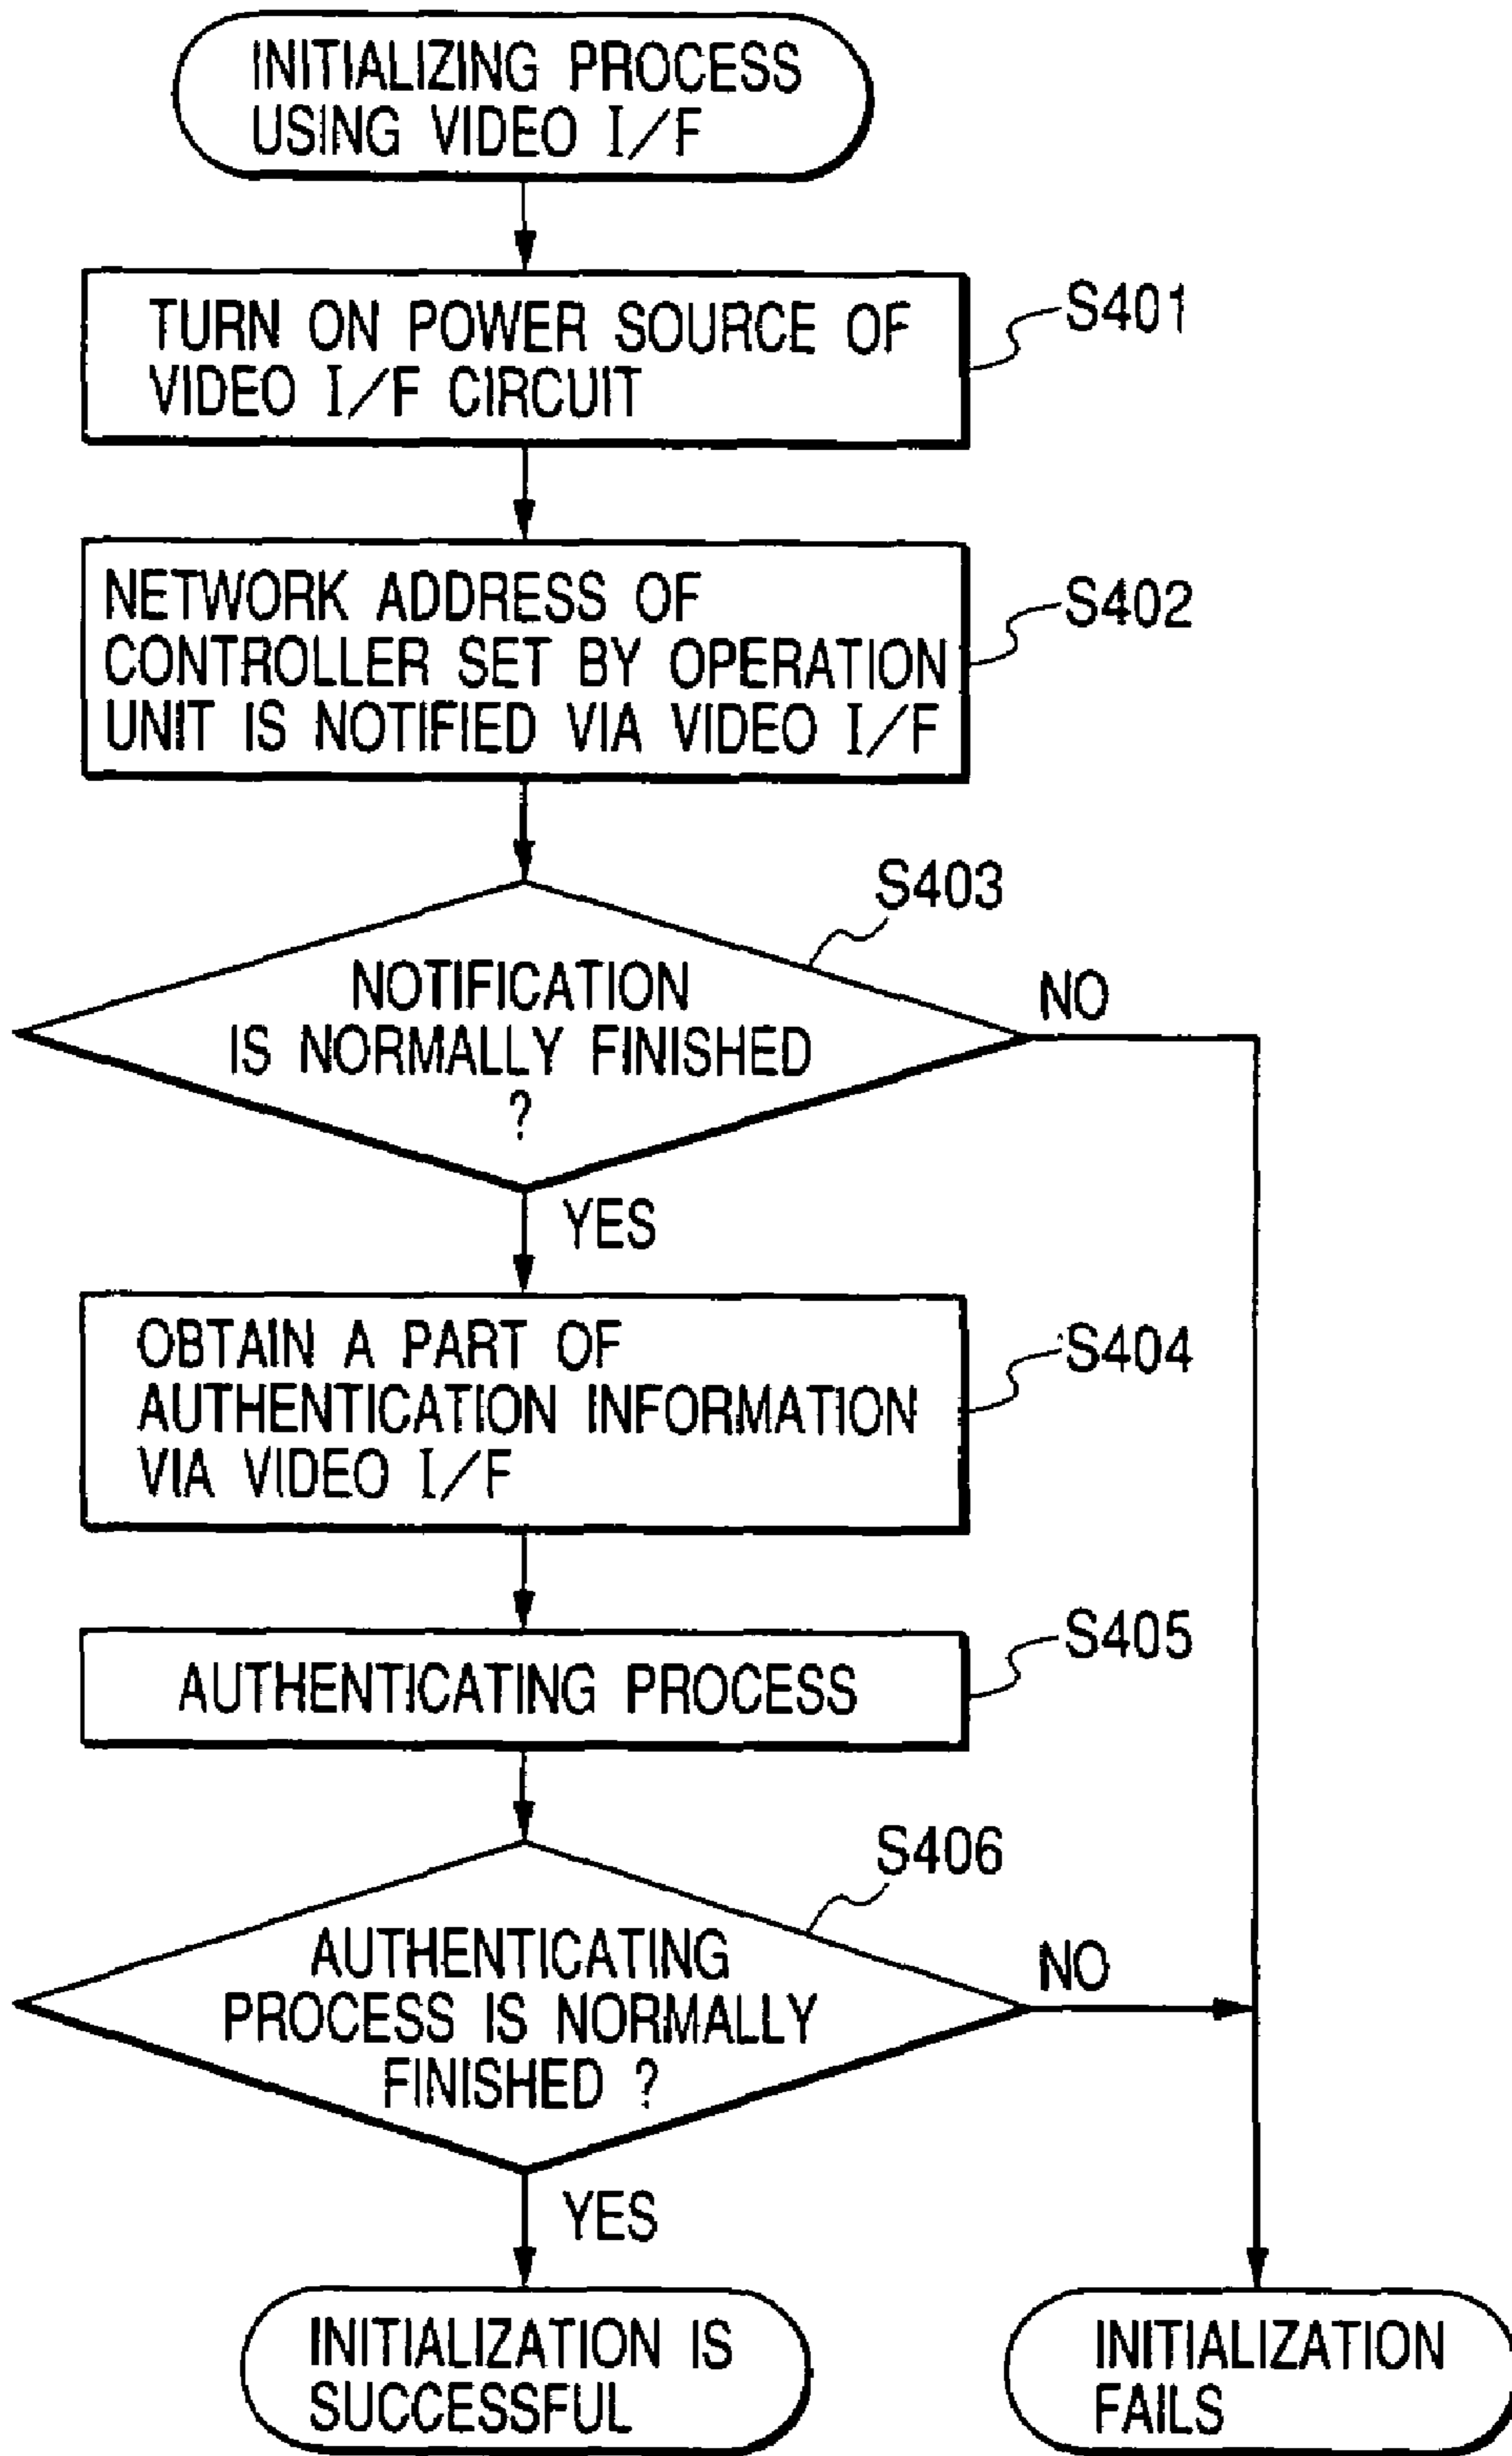 INITIALIZING PROCESS
USING VIDEO I/F
TURN ON POWER SOURCE OF
VIDEO I/F CIRCUIT
S401
NETWORK ADDRESS OF
CONTROLLER SET BY OPERATION
UNIT IS NOTIFIED VIA VIDEO I/F
S402
S403
NOTIFICATION
IS NORMALLY FINISHED
?
NO
YES
OBTAIN A PART OF
AUTHENTICATION INFORMATION
VIA VIDEO I/F
S404
AUTHENTICATING PROCESS
S405
S406
AUTHENTICATING
PROCESS IS NORMALLY
FINISHED ?
NO
YES
INITIALIZATION IS
SUCCESSFUL
INITIALIZATION
FAILS